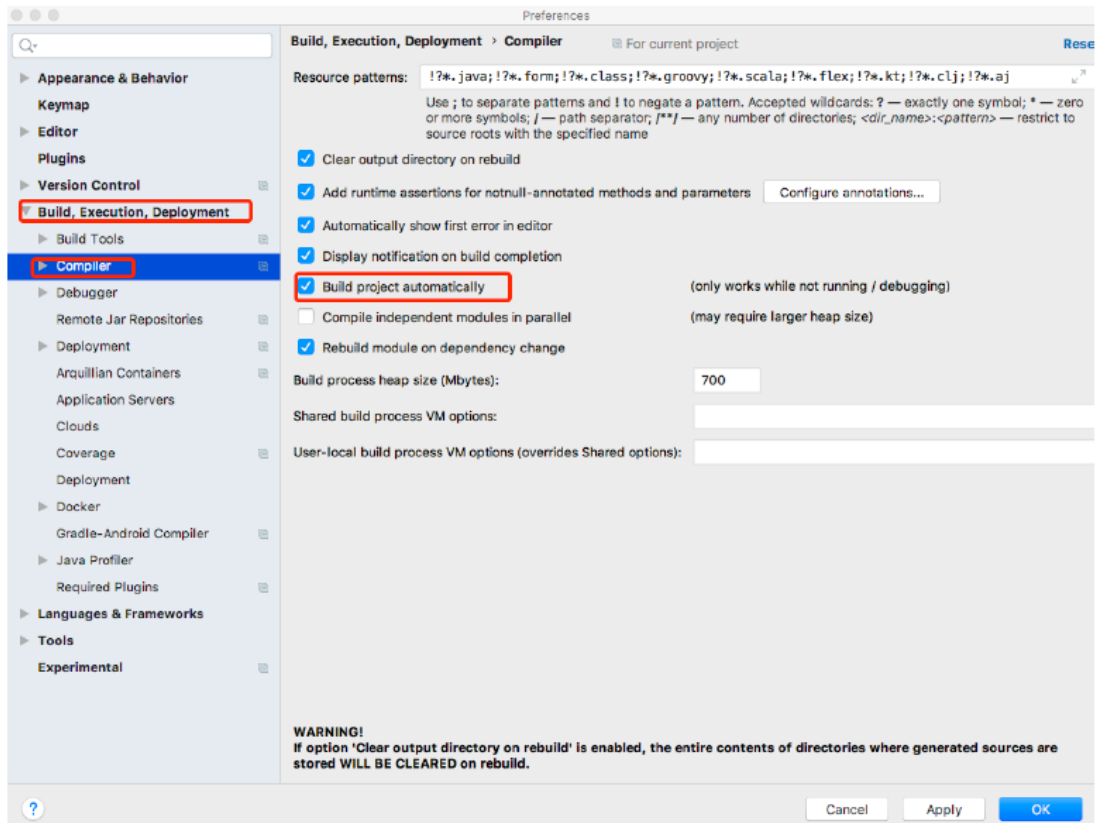 Preferences
Build, Execution, Deployment › Compiler
For current project
Rese
Appearance & Behavior
Keymap
Editor
Plugins
Version Control
Build, Execution, Deployment
Build Tools
Compiler
Debugger
Remote Jar Repositories
Deployment
Arquillian Containers
Application Servers
Clouds
Coverage
Deployment
Docker
Gradle-Android Compiler
Java Profiler
Required Plugins
Languages & Frameworks
Tools
Experimental
Resource patterns: !?*.java;!?*.form;!?*.class;!?*.groovy;!?*.scala;!?*.flex;!?*.kt;!?*.clj;!?*.aj
Use ; to separate patterns and ! to negate a pattern. Accepted wildcards: ? — exactly one symbol; * — zero
or more symbols; / — path separator; /**/ — any number of directories; <dir_name>:<pattern> — restrict to
source roots with the specified name
Clear output directory on rebuild
Add runtime assertions for notnull-annotated methods and parameters Configure annotations...
Automatically show first error in editor
Display notification on build completion
Build project automatically (only works while not running / debugging)
Compile independent modules in parallel (may require larger heap size)
Rebuild module on dependency change
Build process heap size (Mbytes): 700
Shared build process VM options:
User-local build process VM options (overrides Shared options):
WARNING!
If option 'Clear output directory on rebuild' is enabled, the entire contents of directories where generated sources are
stored WILL BE CLEARED on rebuild.
? Cancel Apply OK